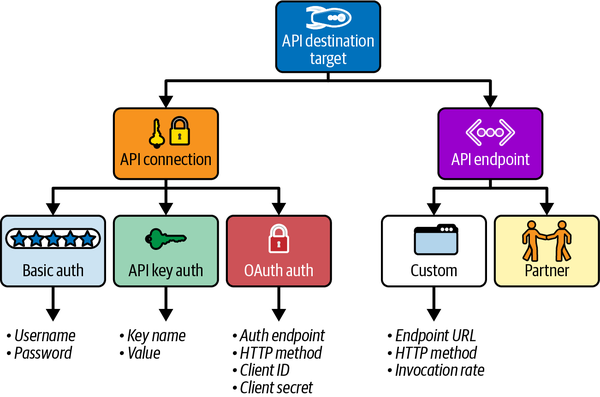 API destination
target
API connection
API endpoint
Basic auth
API key auth
OAuth auth
Custom
Partner
• Username
• Password
• Key name
• Value
• Auth endpoint
• HTTP method
• Client ID
• Client secret
• Endpoint URL
• HTTP method
• Invocation rate